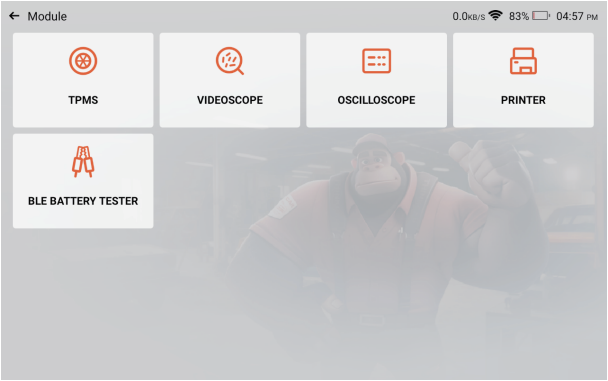 Module
0.0KB/S 83% 04:57 PM
TPMS
VIDEOSCOPE
OSCILLOSCOPE
PRINTER
BLE BATTERY TESTER